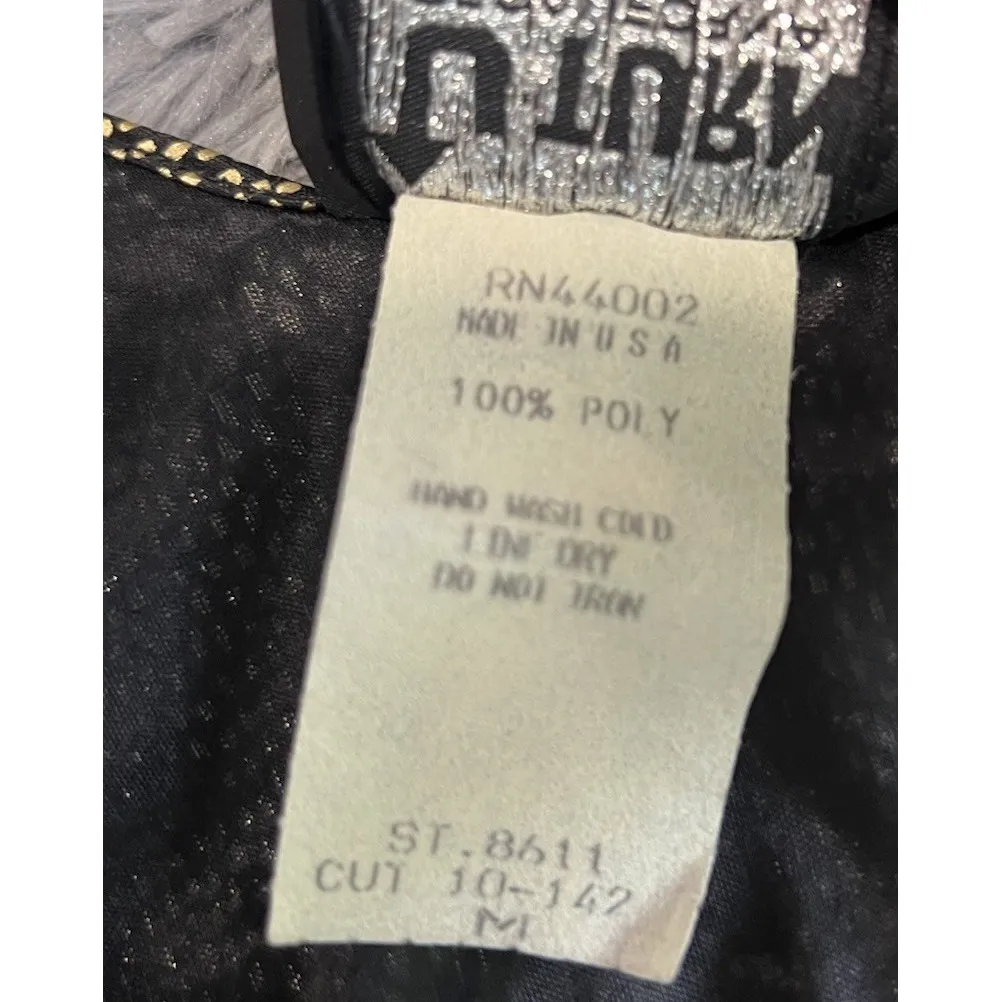 RN44002
MADE IN U S A
100% POLY
HAND WASH COLD
LINE DRY
DO NOT IRON
ST.8611
CUT 10-142
M